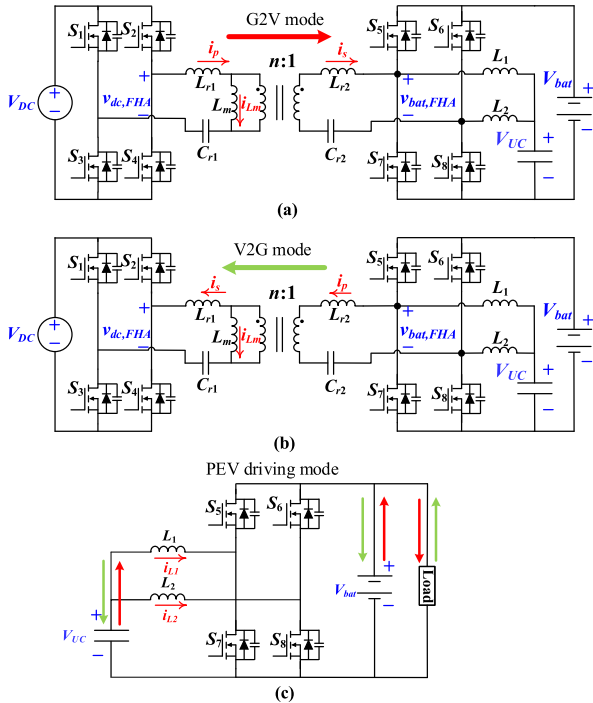 G2V mode
S1 S2 S5 S6
ip n:1 is L1
Lr1 Lr2 Vbat
VDC vdc,FHA Lm iLm vbat,FHA L2
VUC
Cr1 Cr2
S3 S4 S7 S8
(a)
V2G mode
S1 S2 S5 S6
is n:1 ip L1
Lr1 Lr2 Vbat
VDC vdc,FHA Lm iLm vbat,FHA L2
VUC
Cr1 Cr2
S3 S4 S7 S8
(b)
PEV driving mode
S5 S6
L1
iL1
L2 Vbat Load
iL2
VUC
S7 S8
(c)